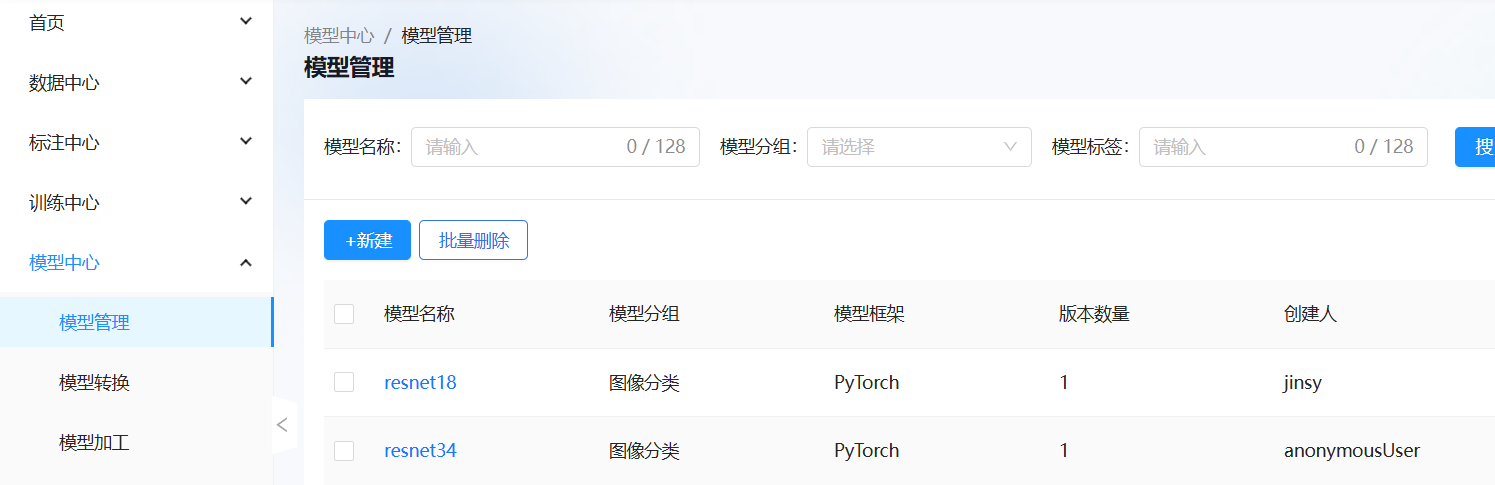 首页
数据中心
标注中心
训练中心
模型中心
模型管理
模型转换
模型加工
模型中心 / 模型管理
模型管理
模型名称: 请输入 0 / 128 模型分组: 请选择 模型标签: 请输入 0 / 128 搜
+新建 批量删除
模型名称 模型分组 模型框架 版本数量 创建人
resnet18 图像分类 PyTorch 1 jinsy
resnet34 图像分类 PyTorch 1 anonymousUser